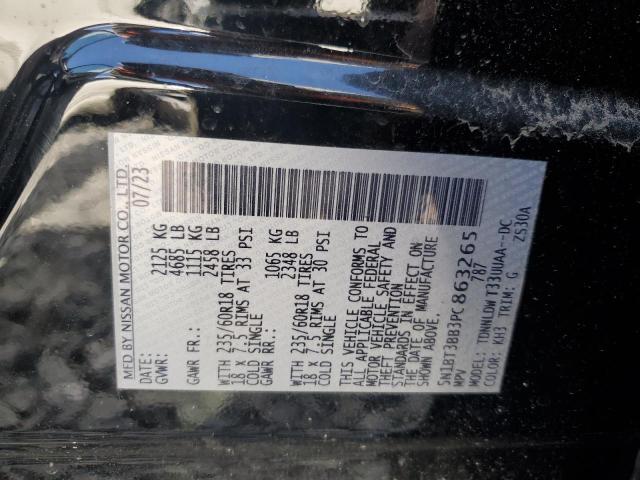 MFD BY NISSAN MOTOR CO., LTD.
DATE: 07/23
GVWR: 2125 KG
4685 LB
GAWR FR.: 1115 KG
2458 LB
WITH 235/60R18 TIRES
18 x 7.5 RIMS AT 33 PSI
COLD SINGLE
GAWR RR.: 1065 KG
2348 LB
WITH 235/60R18 TIRES
18 x 7.5 RIMS AT 30 PSI
COLD SINGLE
THIS VEHICLE CONFORMS TO
ALL APPLICABLE FEDERAL
MOTOR VEHICLE SAFETY AND
THEFT PREVENTION
STANDARDS IN EFFECT ON
THE DATE OF MANUFACTURE
SHOWN ABOVE.
5N1BT3BB3PC863265
MPV 787
MODEL:
COLOR: KH3 TRIM: G ZS30A